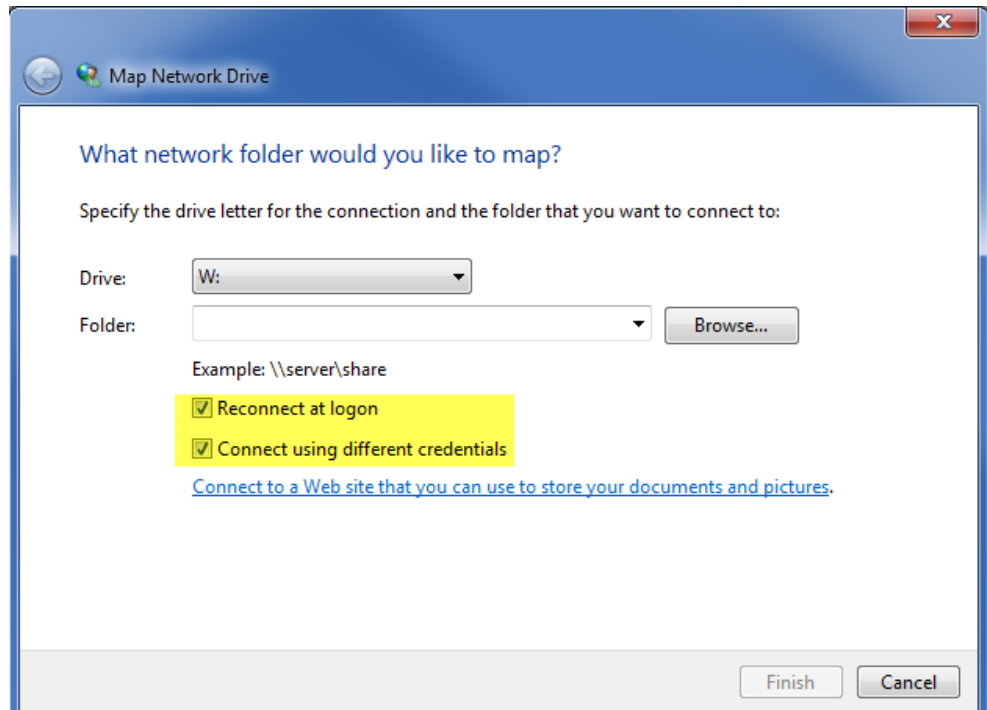 Map Network Drive
What network folder would you like to map?
Specify the drive letter for the connection and the folder that you want to connect to:
Drive: W:
Folder: Browse...
Example: \\server\share
Reconnect at logon
Connect using different credentials
Connect to a Web site that you can use to store your documents and pictures.
Finish Cancel